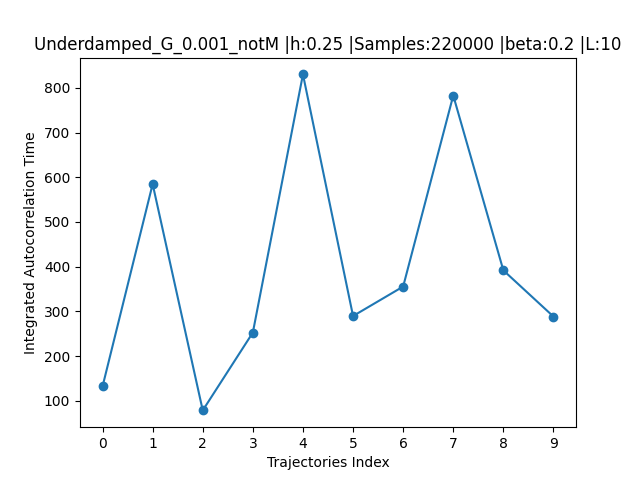 Underdamped_G_0.001_notM |h:0.25 |Samples:220000 |beta:0.2 |L:10
800
700
600
500
400
300
200
100
Integrated Autocorrelation Time
0 1 2 3 4 5 6 7 8 9
Trajectories Index